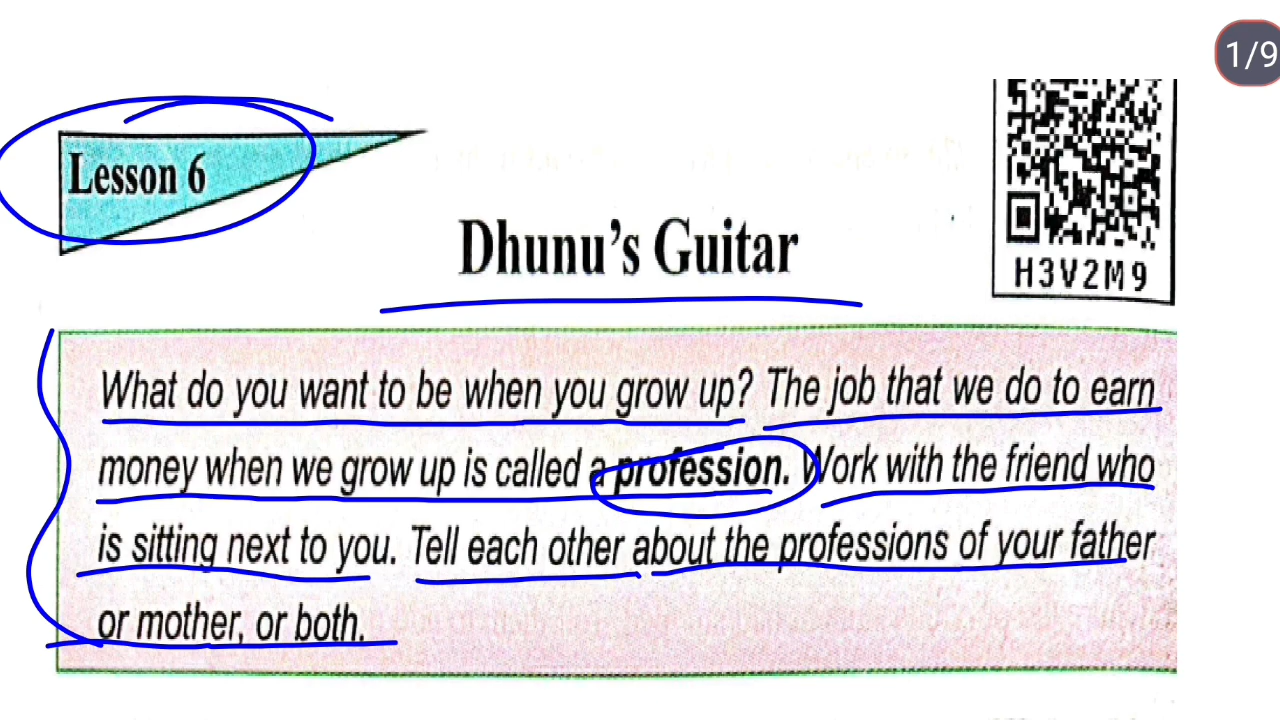 1/9
Lesson 6
Dhunu's Guitar
H3V2M9
What do you want to be when you grow up? The job that we do to earn
money when we grow up is called a profession. Work with the friend who
is sitting next to you. Tell each other about the professions of your father
or mother, or both.